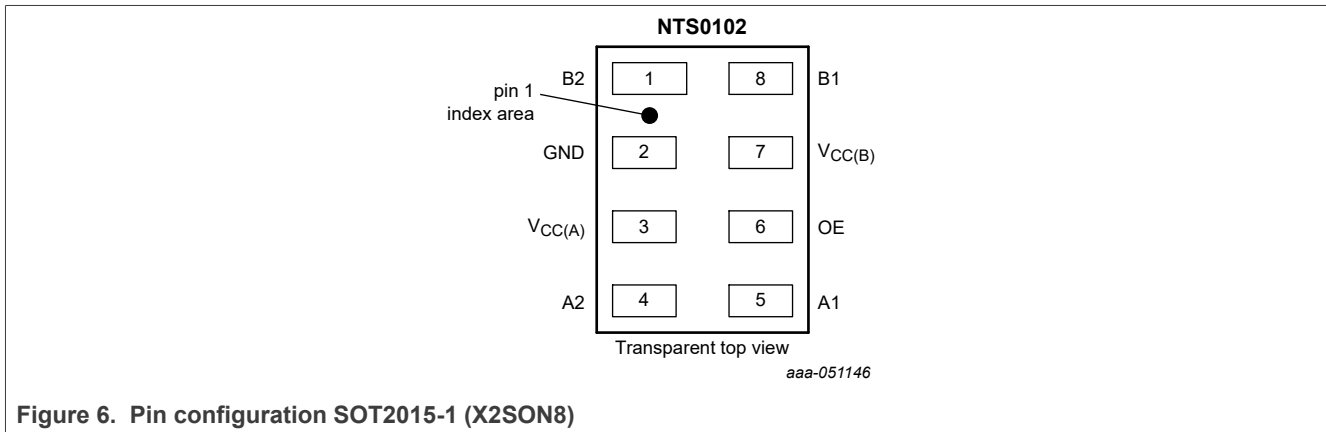 NTS0102
B2 1 8 B1
pin 1
index area
GND 2 7 VCC(B)
VCC(A) 3 6 OE
A2 4 5 A1
Transparent top view
aaa-051146
Figure 6. Pin configuration SOT2015-1 (X2SON8)